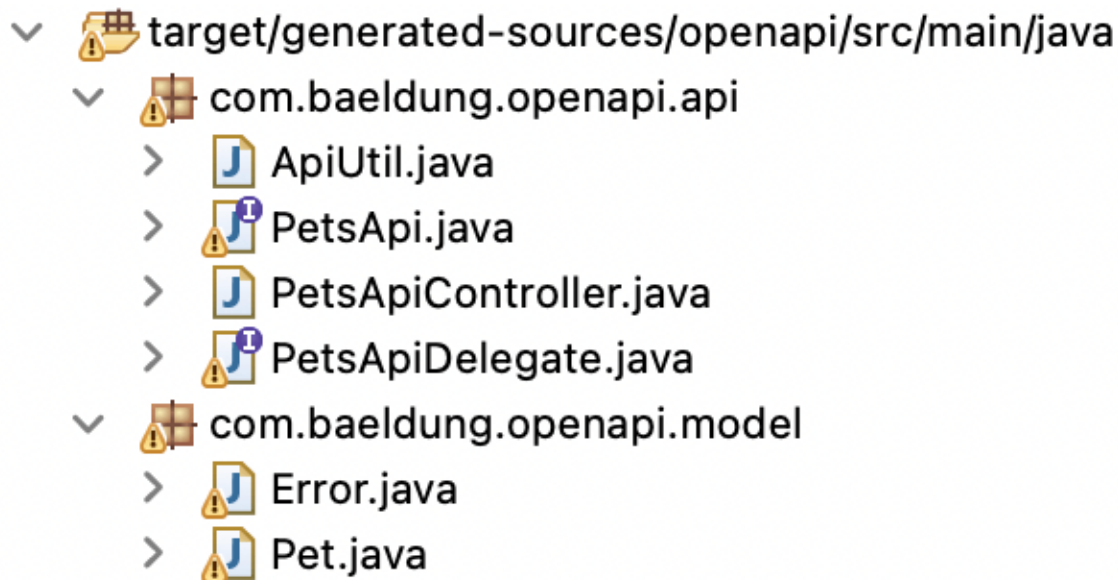 target/generated-sources/openapi/src/main/java
com.baeldung.openapi.api
ApiUtil.java
PetsApi.java
PetsApiController.java
PetsApiDelegate.java
com.baeldung.openapi.model
Error.java
Pet.java